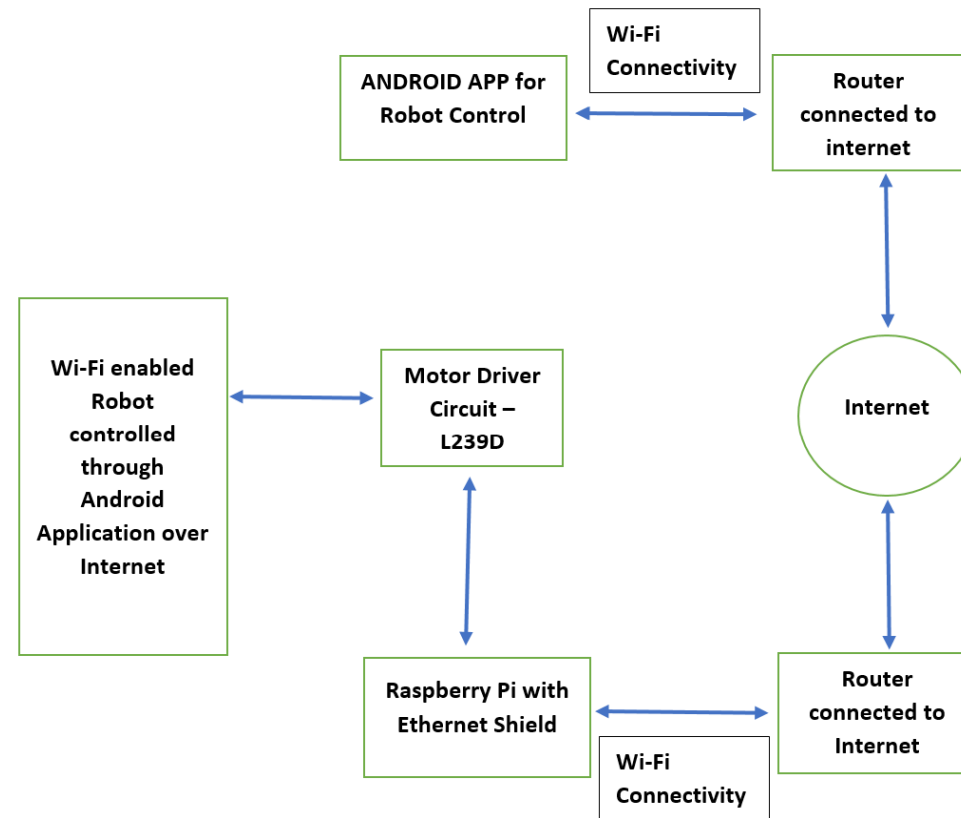 Wi-Fi
Connectivity
ANDROID APP for
Robot Control
Router
connected to
internet
Wi-Fi enabled
Robot
controlled
through
Android
Application over
Internet
Motor Driver
Circuit –
L239D
Internet
Raspberry Pi with
Ethernet Shield
Router
connected to
Internet
Wi-Fi
Connectivity